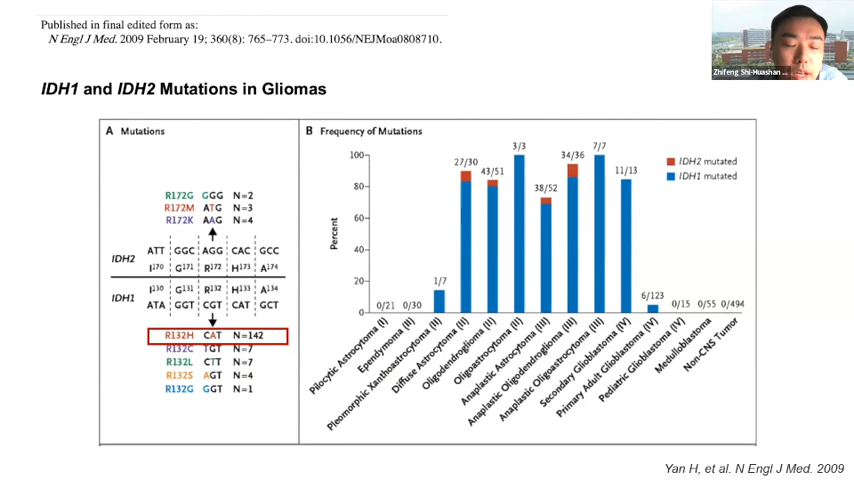 Published in final edited form as:
N Engl J Med. 2009 February 19; 360(8): 765–773. doi:10.1056/NEJMoa0808710.
Zhifeng Shi-Huashan ...
IDH1 and IDH2 Mutations in Gliomas
A Mutations
R172G GGG N=2
R172M ATG N=3
R172K AAG N=4
IDH2
ATT GGC AGG CAC GCC
I170 G171 R172 H173 A174
IDH1
I130 G131 R132 H133 A134
ATA GGT CGT CAT GCT
R132H CAT N=142
R132C TGT N=7
R132L CTT N=7
R132S AGT N=4
R132G GGT N=1
B Frequency of Mutations
IDH2 mutated
IDH1 mutated
Percent
100
80
60
40
20
0
0/21
0/30
1/7
27/30
43/51
3/3
38/52
34/36
7/7
11/13
6/123
0/15
0/55
0/494
Pilocytic Astrocytoma (I)
Ependymoma (II)
Pleomorphic Xanthoastrocytoma (II)
Diffuse Astrocytoma (II)
Oligodendroglioma (II)
Oligoastrocytoma (II)
Anaplastic Astrocytoma (III)
Anaplastic Oligodendroglioma (III)
Anaplastic Oligoastrocytoma (III)
Secondary Glioblastoma (IV)
Primary Adult Glioblastoma (IV)
Pediatric Glioblastoma (IV)
Medulloblastoma
Non-CNS Tumor
Yan H, et al. N Engl J Med. 2009